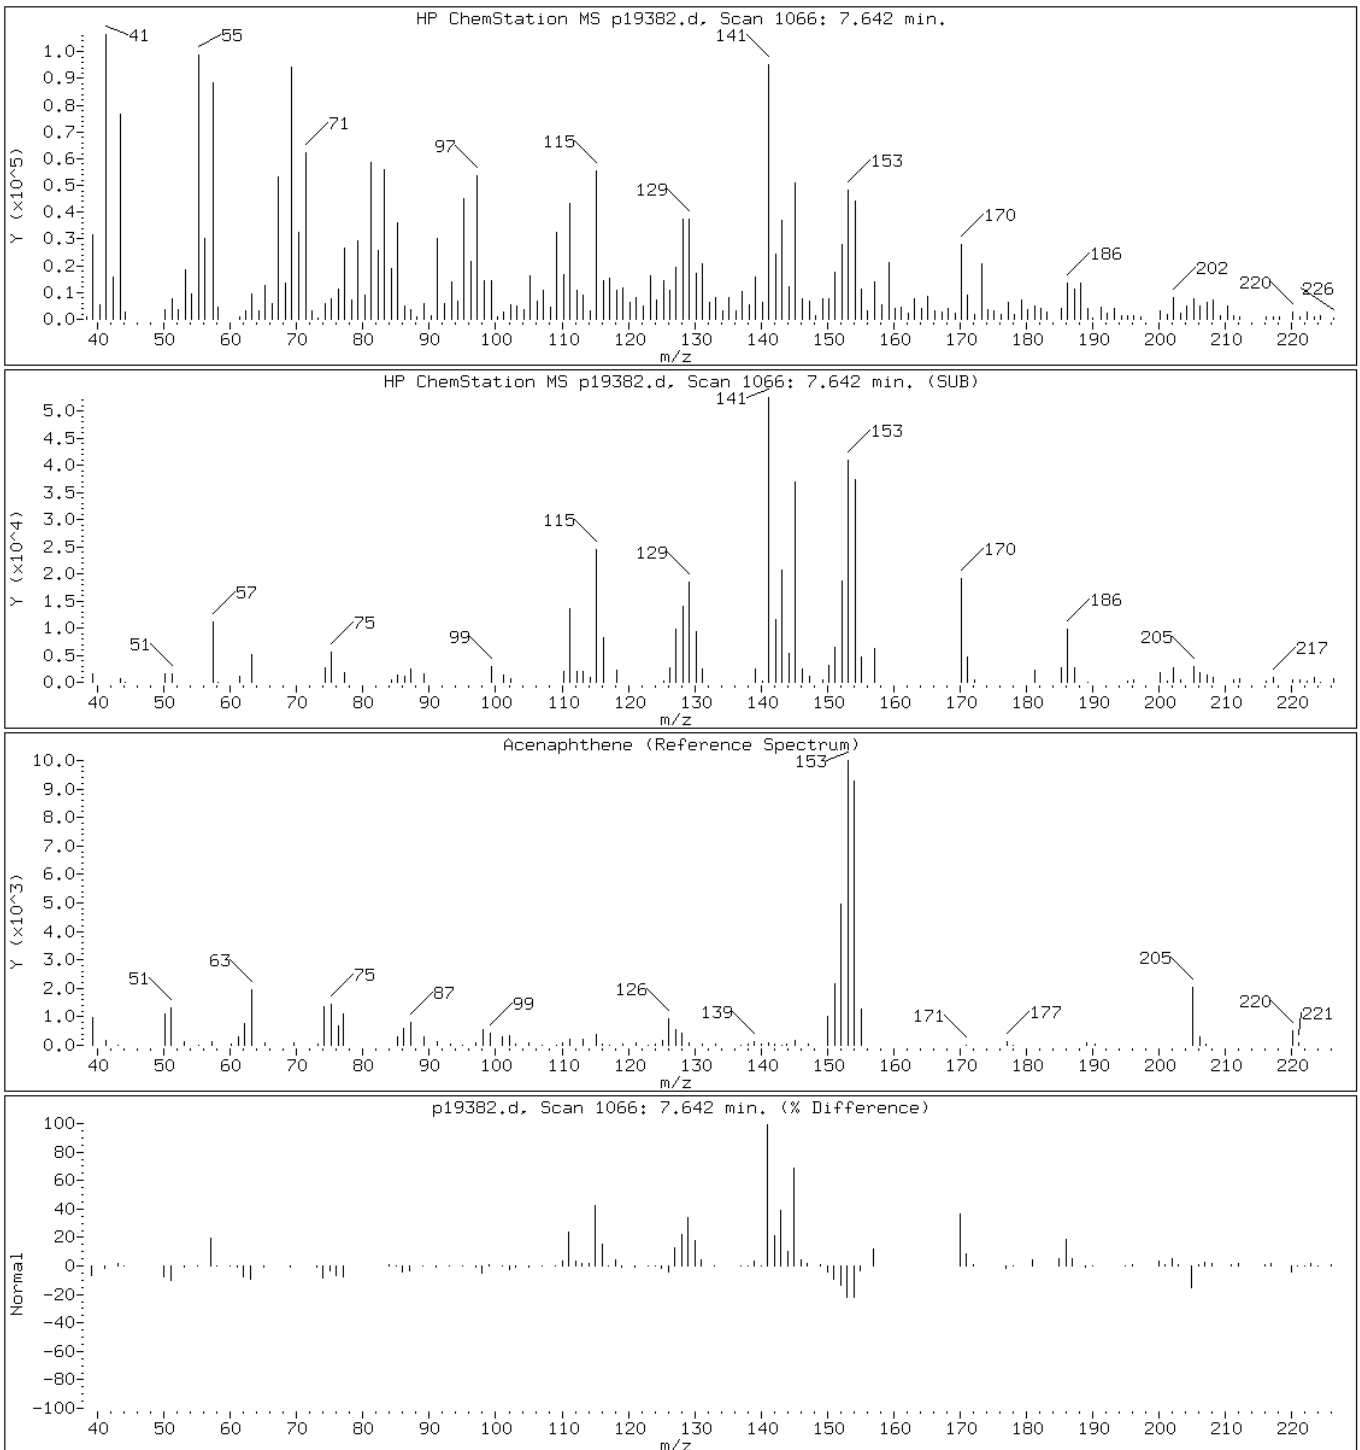 HP ChemStation MS p19382.d, Scan 1066: 7.642 min.
41 55 71 97 115 129 141 153 170 186 202 220 226
Y (x10^5)
1.0
0.9
0.8
0.7
0.6
0.5
0.4
0.3
0.2
0.1
0.0
40 50 60 70 80 90 100 110 120 130 140 150 160 170 180 190 200 210 220
m/z
HP ChemStation MS p19382.d, Scan 1066: 7.642 min. (SUB)
51 57 75 99 115 129 141 153 170 186 205 217
Y (x10^4)
5.0
4.5
4.0
3.5
3.0
2.5
2.0
1.5
1.0
0.5
0.0
40 50 60 70 80 90 100 110 120 130 140 150 160 170 180 190 200 210 220
m/z
Acenaphthene (Reference Spectrum)
51 63 75 87 99 126 139 153 171 177 205 220 221
Y (x10^3)
10.0
9.0
8.0
7.0
6.0
5.0
4.0
3.0
2.0
1.0
0.0
40 50 60 70 80 90 100 110 120 130 140 150 160 170 180 190 200 210 220
m/z
p19382.d, Scan 1066: 7.642 min. (% Difference)
Normal
100
80
60
40
20
0
-20
-40
-60
-80
-100
40 50 60 70 80 90 100 110 120 130 140 150 160 170 180 190 200 210 220
m/z